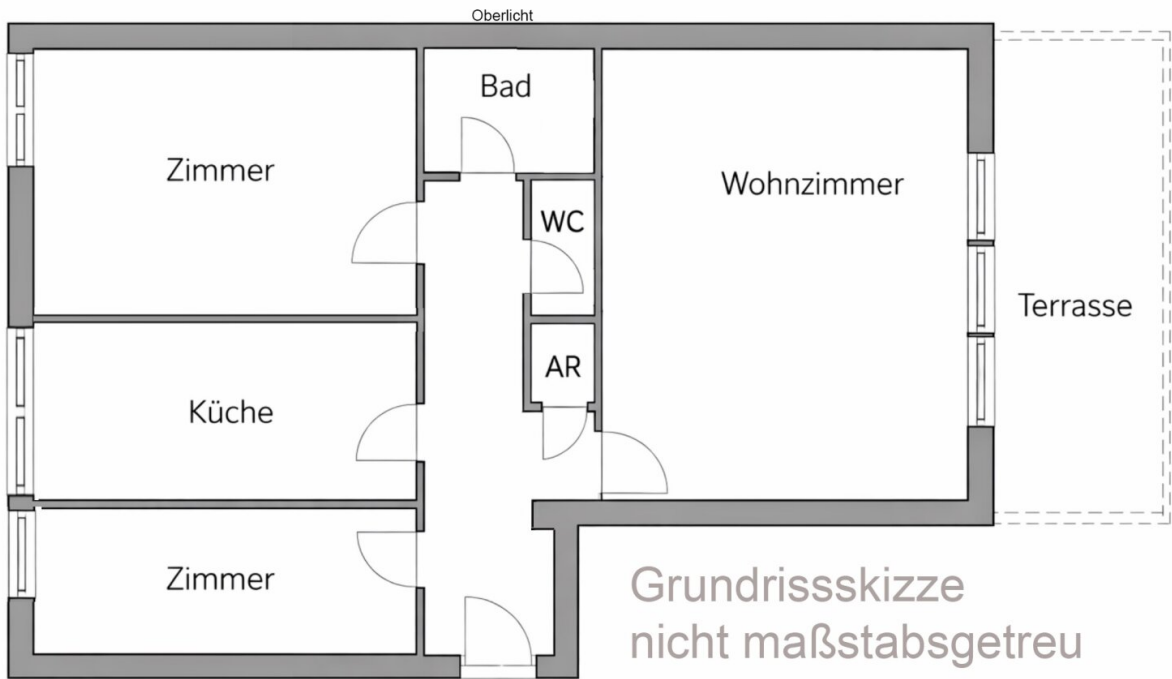 Oberlicht
Bad
Zimmer
Wohnzimmer
WC
Terrasse
AR
Küche
Zimmer
Grundrissskizze
nicht maßstabsgetreu